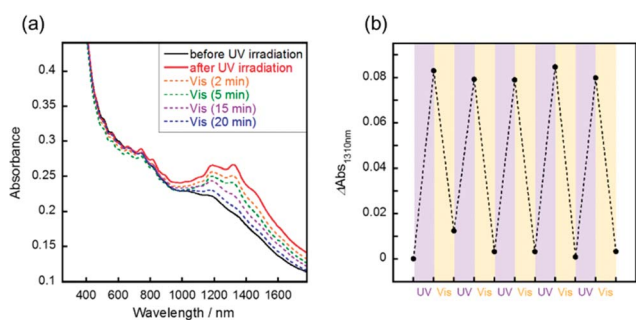 (a)
0.4
0.35
0.3
0.25
0.2
0.15
0.1
Absorbance
before UV irradiation
after UV irradiation
Vis (2 min)
Vis (5 min)
Vis (15 min)
Vis (20 min)
400 600 800 1000 1200 1400 1600
Wavelength / nm
(b)
0.08
0.06
0.04
0.02
0
ΔAbs1310nm
UV Vis UV Vis UV Vis UV Vis UV Vis